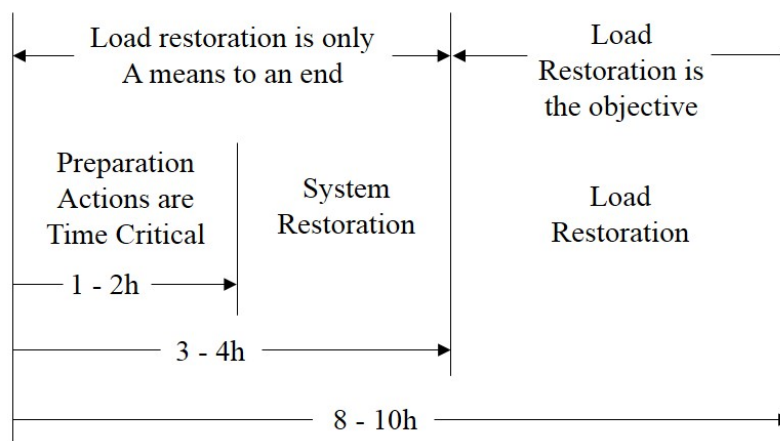 Load restoration is only
A means to an end
Load
Restoration is
the objective
Preparation
Actions are
Time Critical
System
Restoration
Load
Restoration
1 - 2h
3 - 4h
8 - 10h